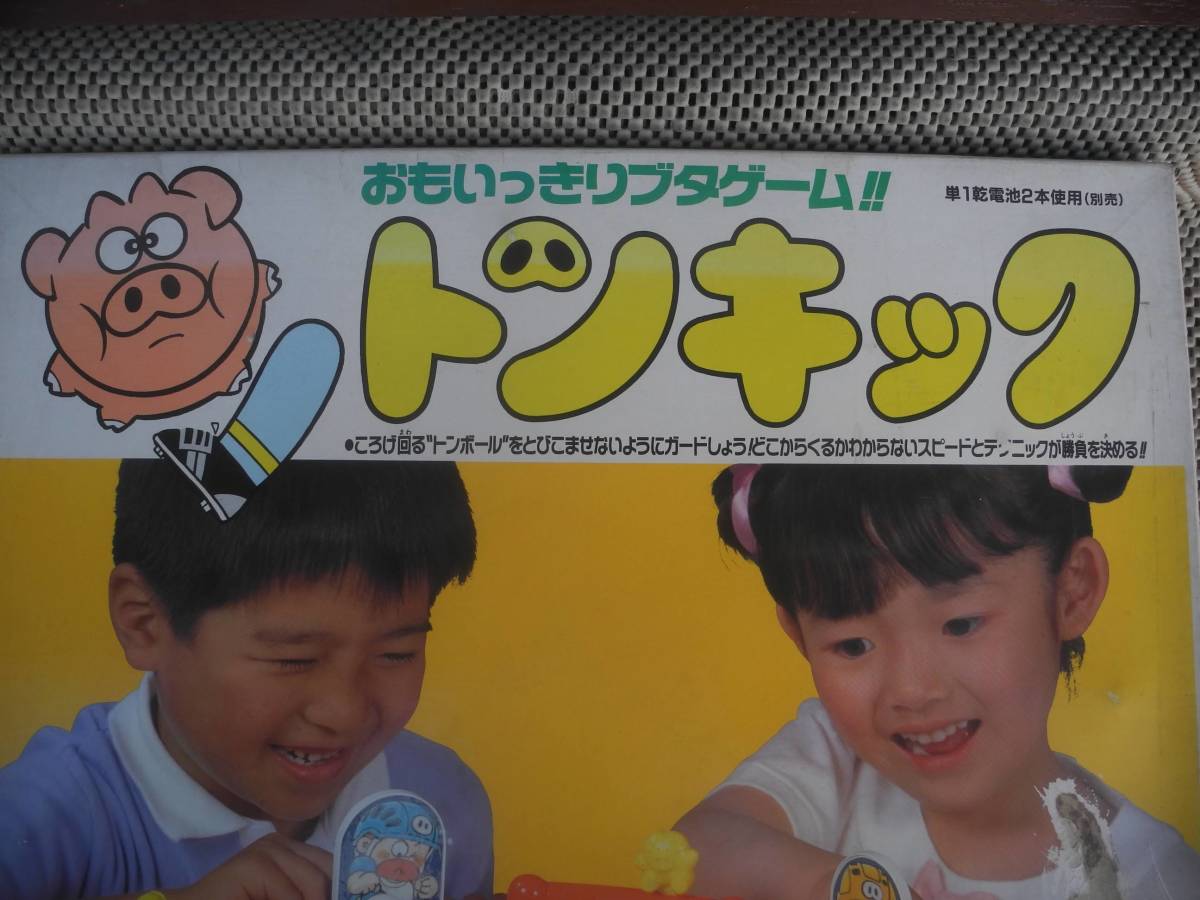 おもいっきりブタゲーム!!
単1乾電池2本使用(別売)
トンキック
●ころげ回る"トンボール"をとびこませないようにガードしょう!どこからくるかわからないスピードとテクニックが勝負を決める!!